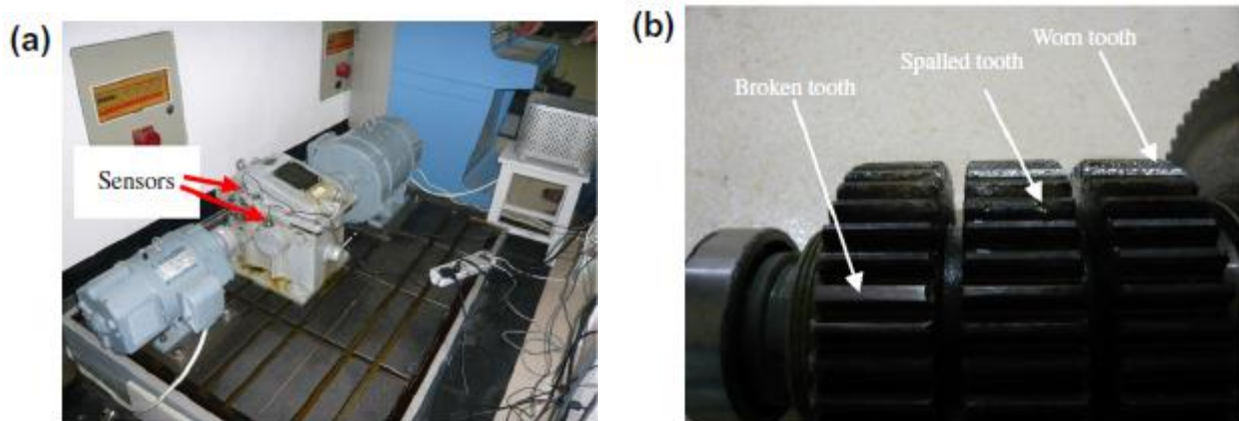 (a)
Sensors
(b)
Worn tooth
Spalled tooth
Broken tooth